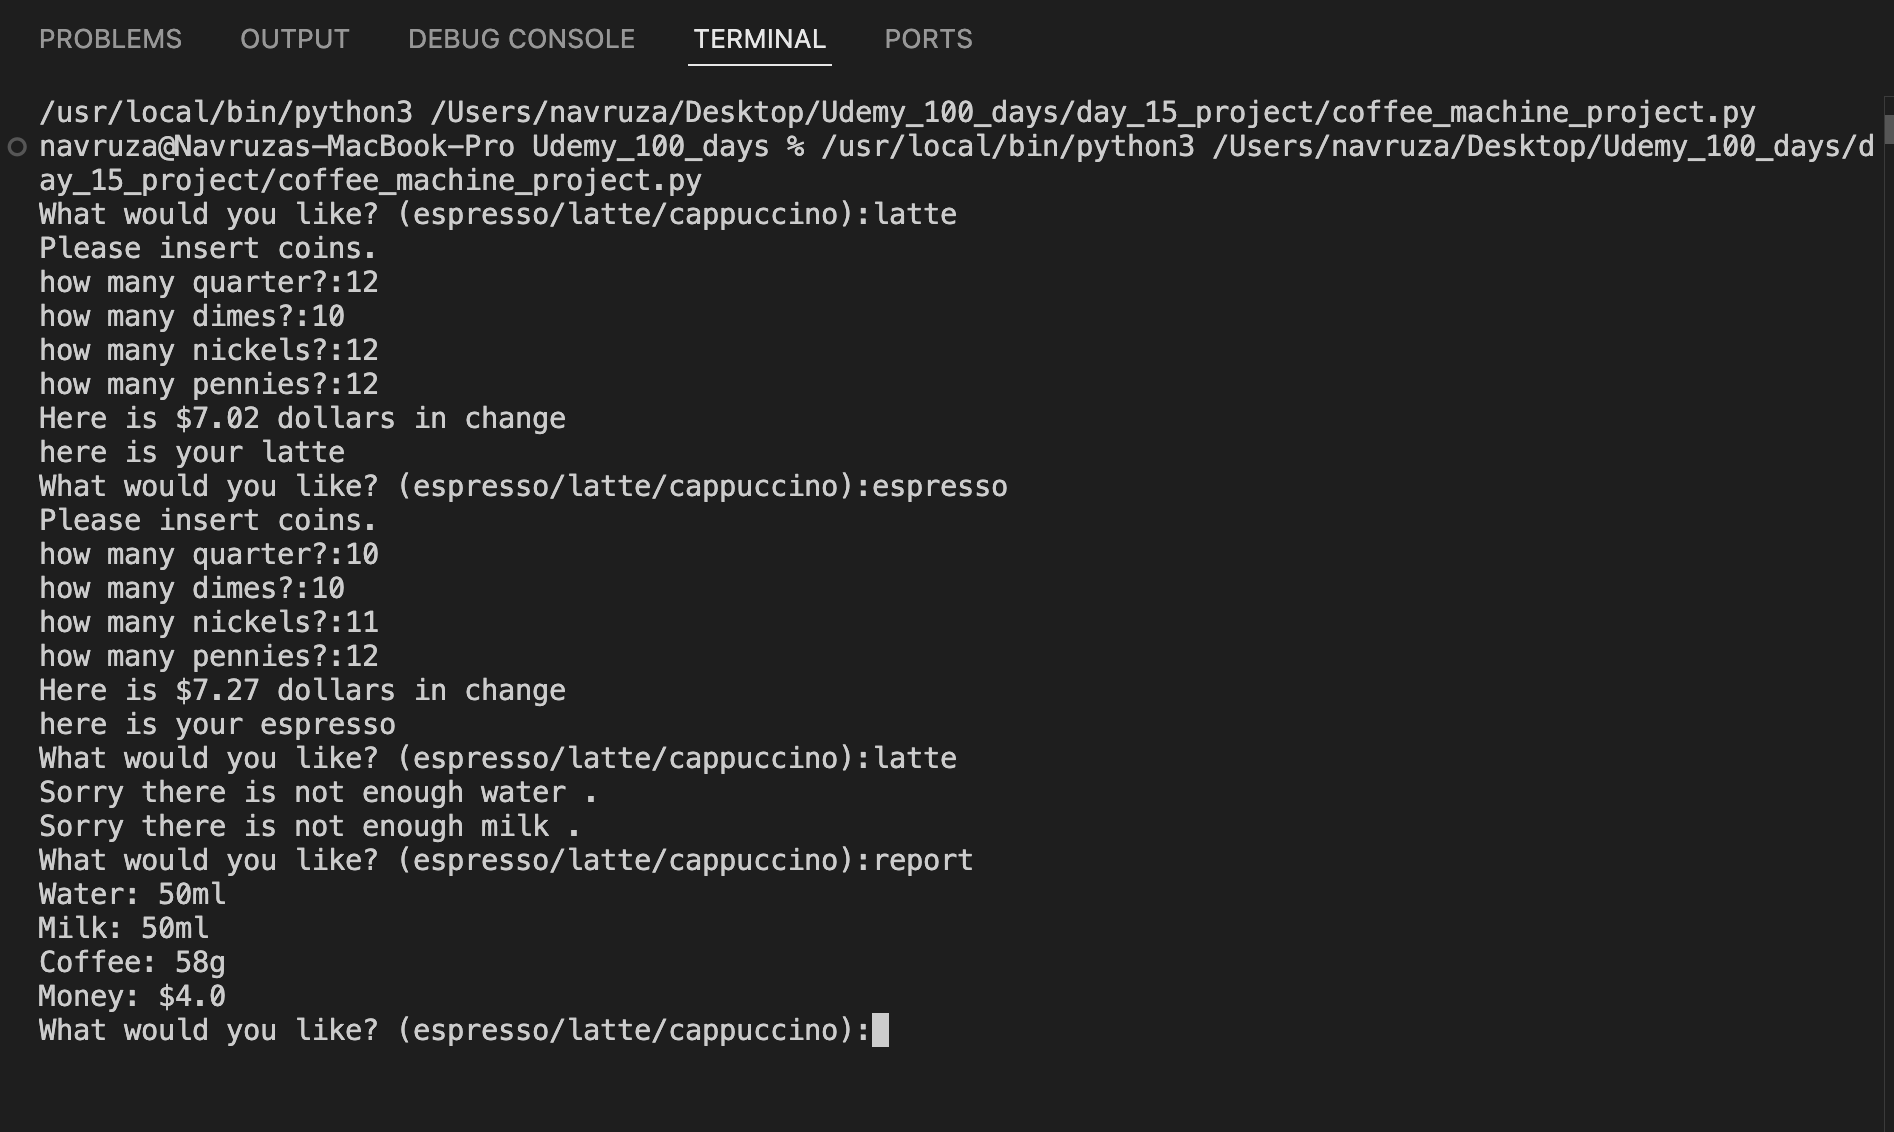 PROBLEMS OUTPUT DEBUG CONSOLE TERMINAL PORTS
/usr/local/bin/python3 /Users/navruza/Desktop/Udemy_100_days/day_15_project/coffee_machine_project.py
navruza@Navruzas-MacBook-Pro Udemy_100_days % /usr/local/bin/python3 /Users/navruza/Desktop/Udemy_100_days/d
ay_15_project/coffee_machine_project.py
What would you like? (espresso/latte/cappuccino):latte
Please insert coins.
how many quarter?:12
how many dimes?:10
how many nickels?:12
how many pennies?:12
Here is $7.02 dollars in change
here is your latte
What would you like? (espresso/latte/cappuccino):espresso
Please insert coins.
how many quarter?:10
how many dimes?:10
how many nickels?:11
how many pennies?:12
Here is $7.27 dollars in change
here is your espresso
What would you like? (espresso/latte/cappuccino):latte
Sorry there is not enough water .
Sorry there is not enough milk .
What would you like? (espresso/latte/cappuccino):report
Water: 50ml
Milk: 50ml
Coffee: 58g
Money: $4.0
What would you like? (espresso/latte/cappuccino):